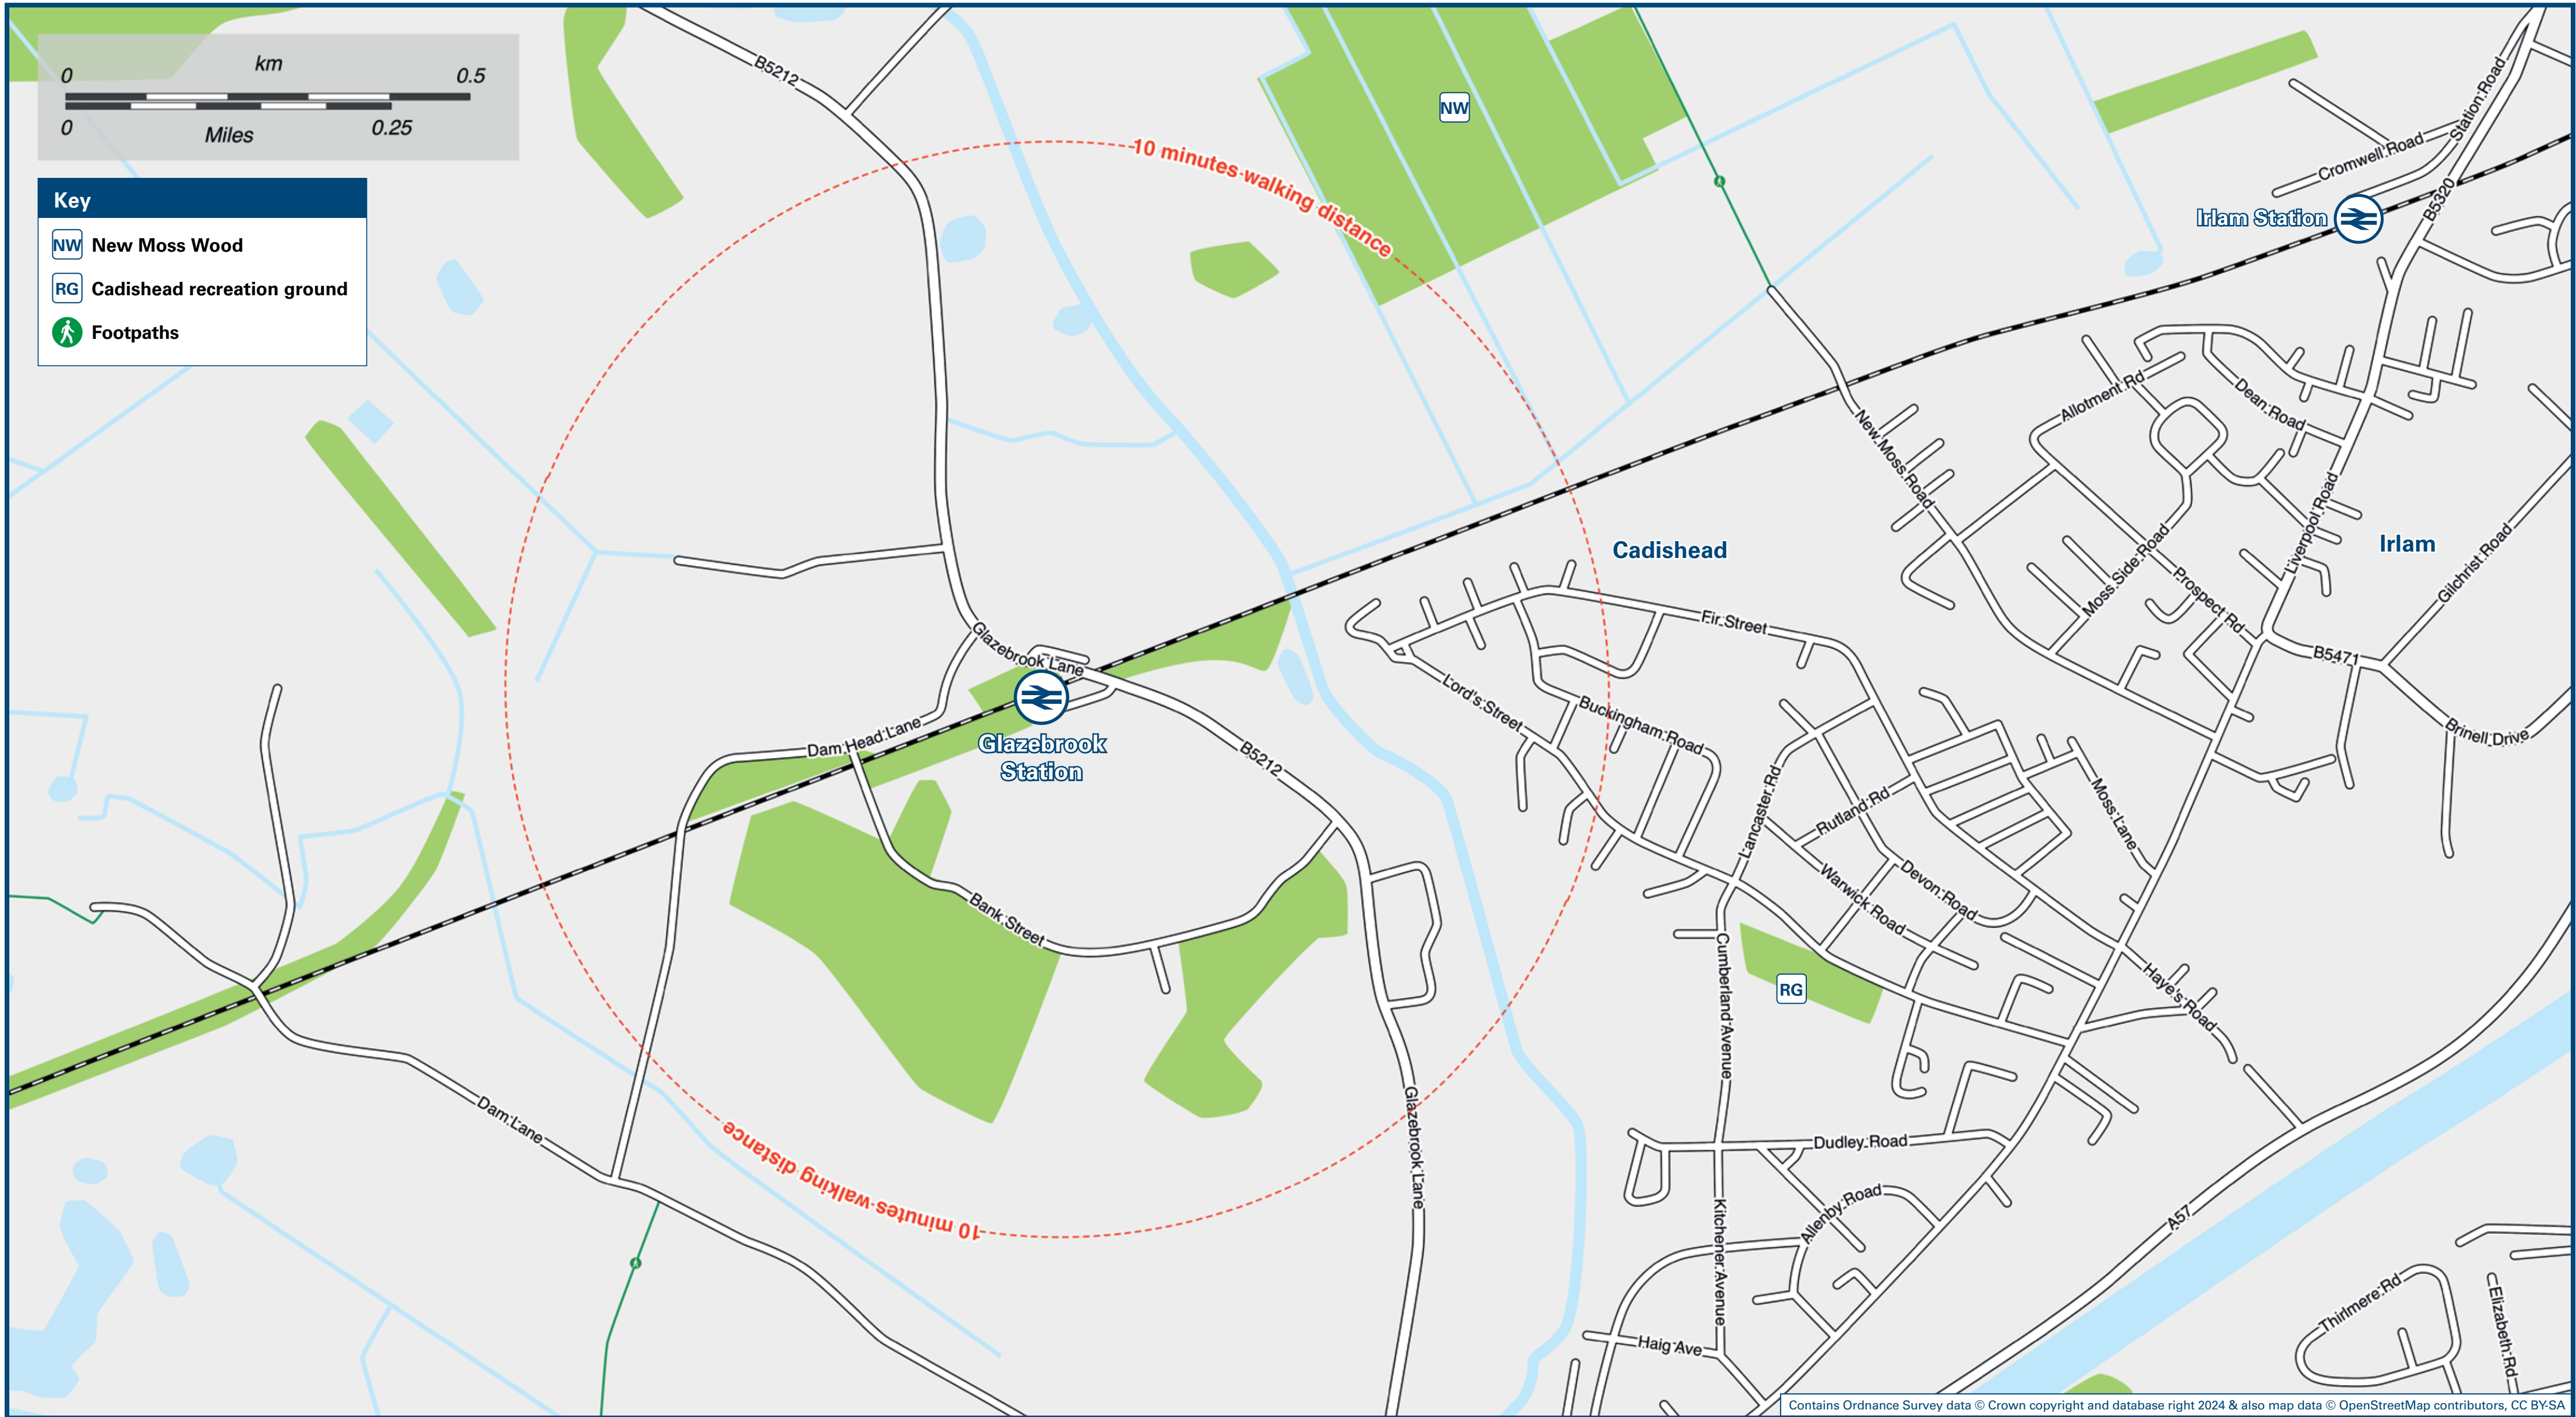 km
0
0.5
0
Miles
0.25
Key
NW New Moss Wood
RG Cadishead recreation ground
Footpaths
B5212
10 minutes walking distance
NW
Station Road
Cromwell Road
B5320
Irlam Station
Allotment Rd
Dean Road
New Moss Road
Liverpool Road
Cadishead
Irlam
Gilchrist Road
Moss Side Road
Prospect Rd
Fir Street
Glazebrook Lane
B5471
Lord's Street
Buckingham Road
Brinell Drive
Dam Head Lane
Glazebrook
Station
B5212
Lancaster Rd
Rutland Rd
Moss Lane
Warwick Road
Devon Road
Bank Street
Cumberland Avenue
RG
Haye's Road
Dam Lane
Glazebrook Lane
10 minutes walking distance
Dudley Road
Allenby Road
A57
Kitchener Avenue
Thirlmere Rd
Elizabeth Rd
Haig Ave
Contains Ordnance Survey data © Crown copyright and database right 2024 & also map data © OpenStreetMap contributors, CC BY-SA